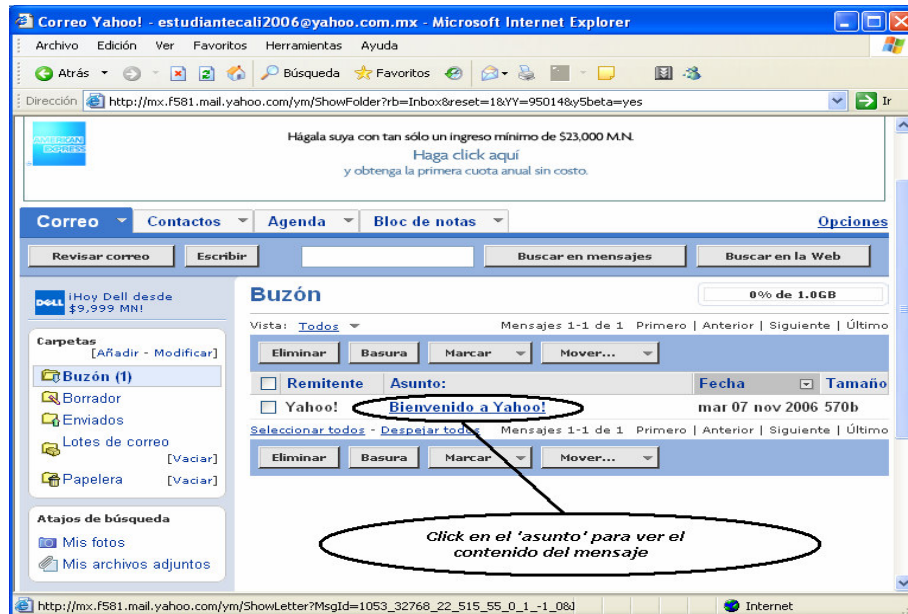 Correo Yahoo! - estudiantecali2006@yahoo.com.mx - Microsoft Internet Explorer
Archivo Edición Ver Favoritos Herramientas Ayuda
Atrás Búsqueda Favoritos
Dirección http://mx.f581.mail.yahoo.com/ym/ShowFolder?rb=Inbox&reset=1&YY=95014&y5beta=yes Ir
AMERICAN EXPRESS
Hágala suya con tan sólo un ingreso mínimo de $23,000 M.N.
Haga click aquí
y obtenga la primera cuota anual sin costo.
Correo Contactos Agenda Bloc de notas Opciones
Revisar correo Escribir Buscar en mensajes Buscar en la Web
DELL ¡Hoy Dell desde
$9,999 MN!
Buzón 0% de 1.0GB
Vista: Todos Mensajes 1-1 de 1 Primero | Anterior | Siguiente | Último
Carpetas
[Añadir - Modificar]
Eliminar Basura Marcar Mover...
Buzón (1)
Remitente Asunto: Fecha Tamaño
Borrador
Yahoo! Bienvenido a Yahoo! mar 07 nov 2006 570b
Enviados
Seleccionar todos - Despejar todos Mensajes 1-1 de 1 Primero | Anterior | Siguiente | Último
Lotes de correo
[Vaciar]
Eliminar Basura Marcar Mover...
Papelera [Vaciar]
Atajos de búsqueda
Mis fotos
Mis archivos adjuntos
Click en el 'asunto' para ver el
contenido del mensaje
http://mx.f581.mail.yahoo.com/ym/ShowLetter?MsgId=1053_32768_22_515_55_0_1_-1_0& Internet